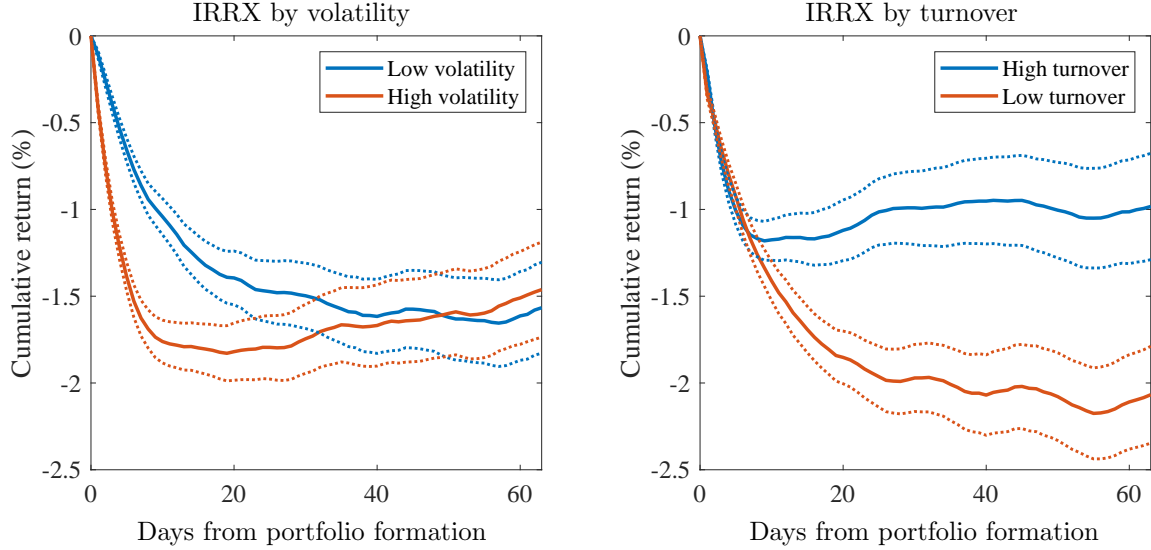 IRRX by volatility
0
-0.5
-1
-1.5
-2
-2.5
Cumulative return (%)
Low volatility
High volatility
0
20
40
60
Days from portfolio formation
IRRX by turnover
0
-0.5
-1
-1.5
-2
-2.5
Cumulative return (%)
High turnover
Low turnover
0
20
40
60
Days from portfolio formation